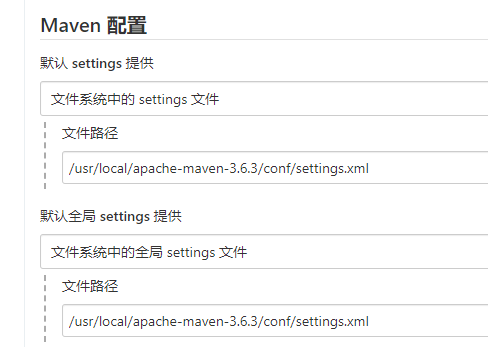 Maven 配置
默认 settings 提供
文件系统中的 settings 文件
文件路径
/usr/local/apache-maven-3.6.3/conf/settings.xml
默认全局 settings 提供
文件系统中的全局 settings 文件
文件路径
/usr/local/apache-maven-3.6.3/conf/settings.xml